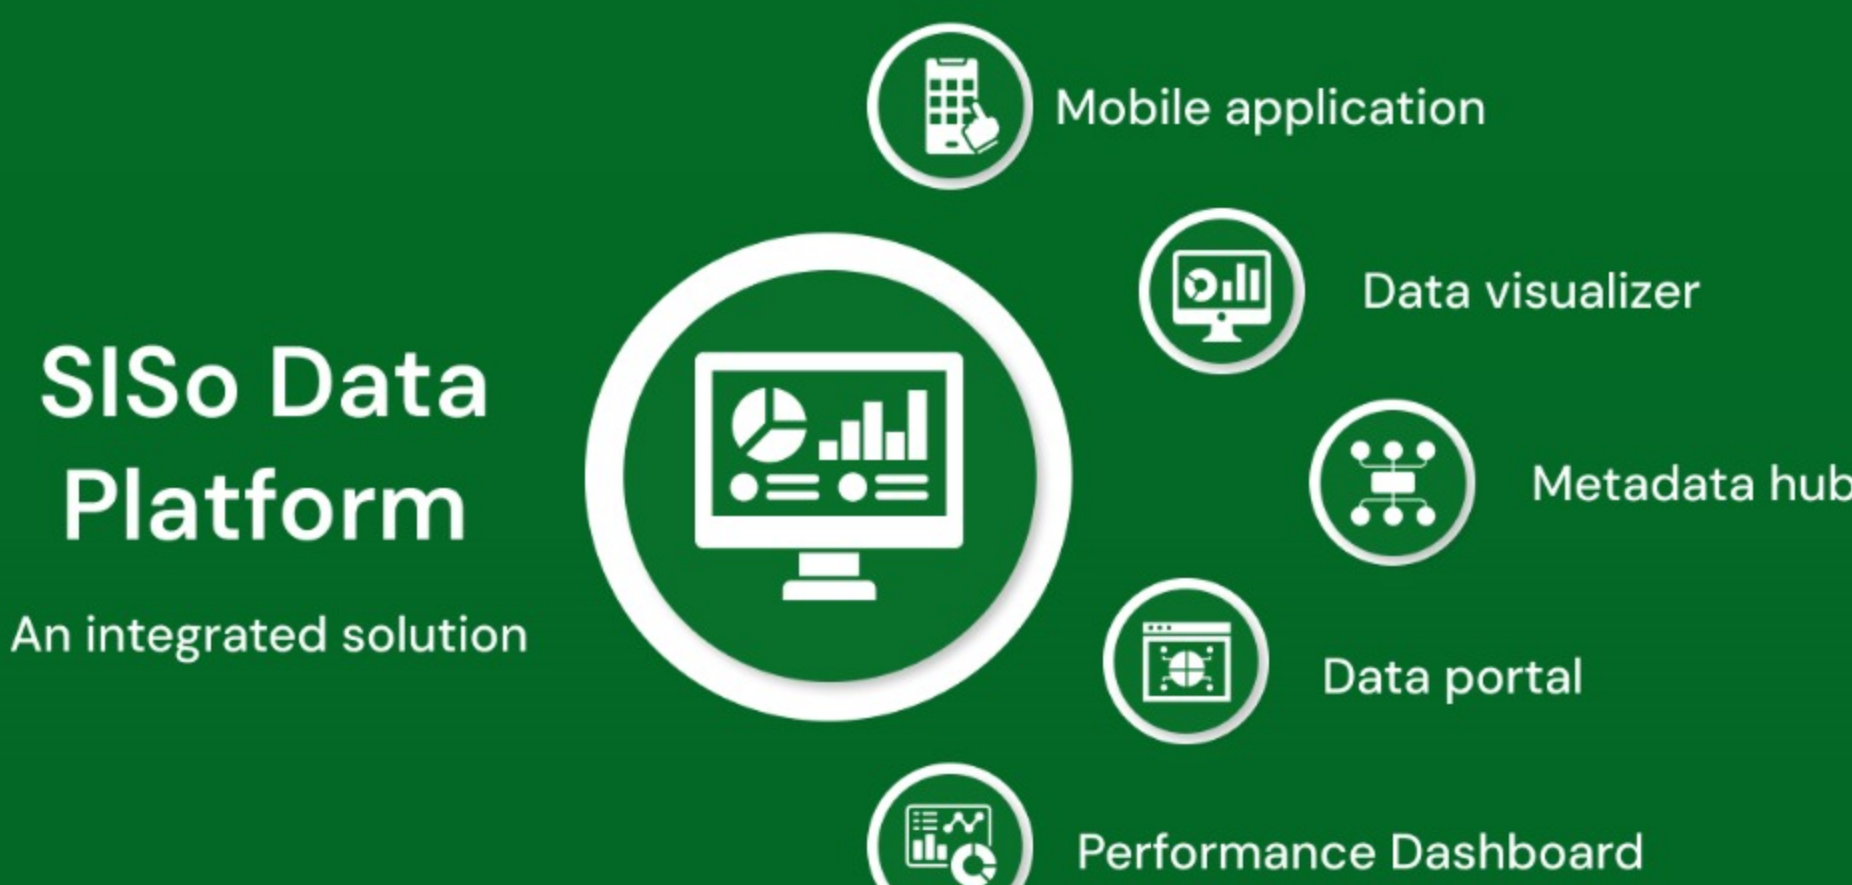 SISo Data
Platform
An integrated solution
Mobile application
Data visualizer
Metadata hub
Data portal
Performance Dashboard